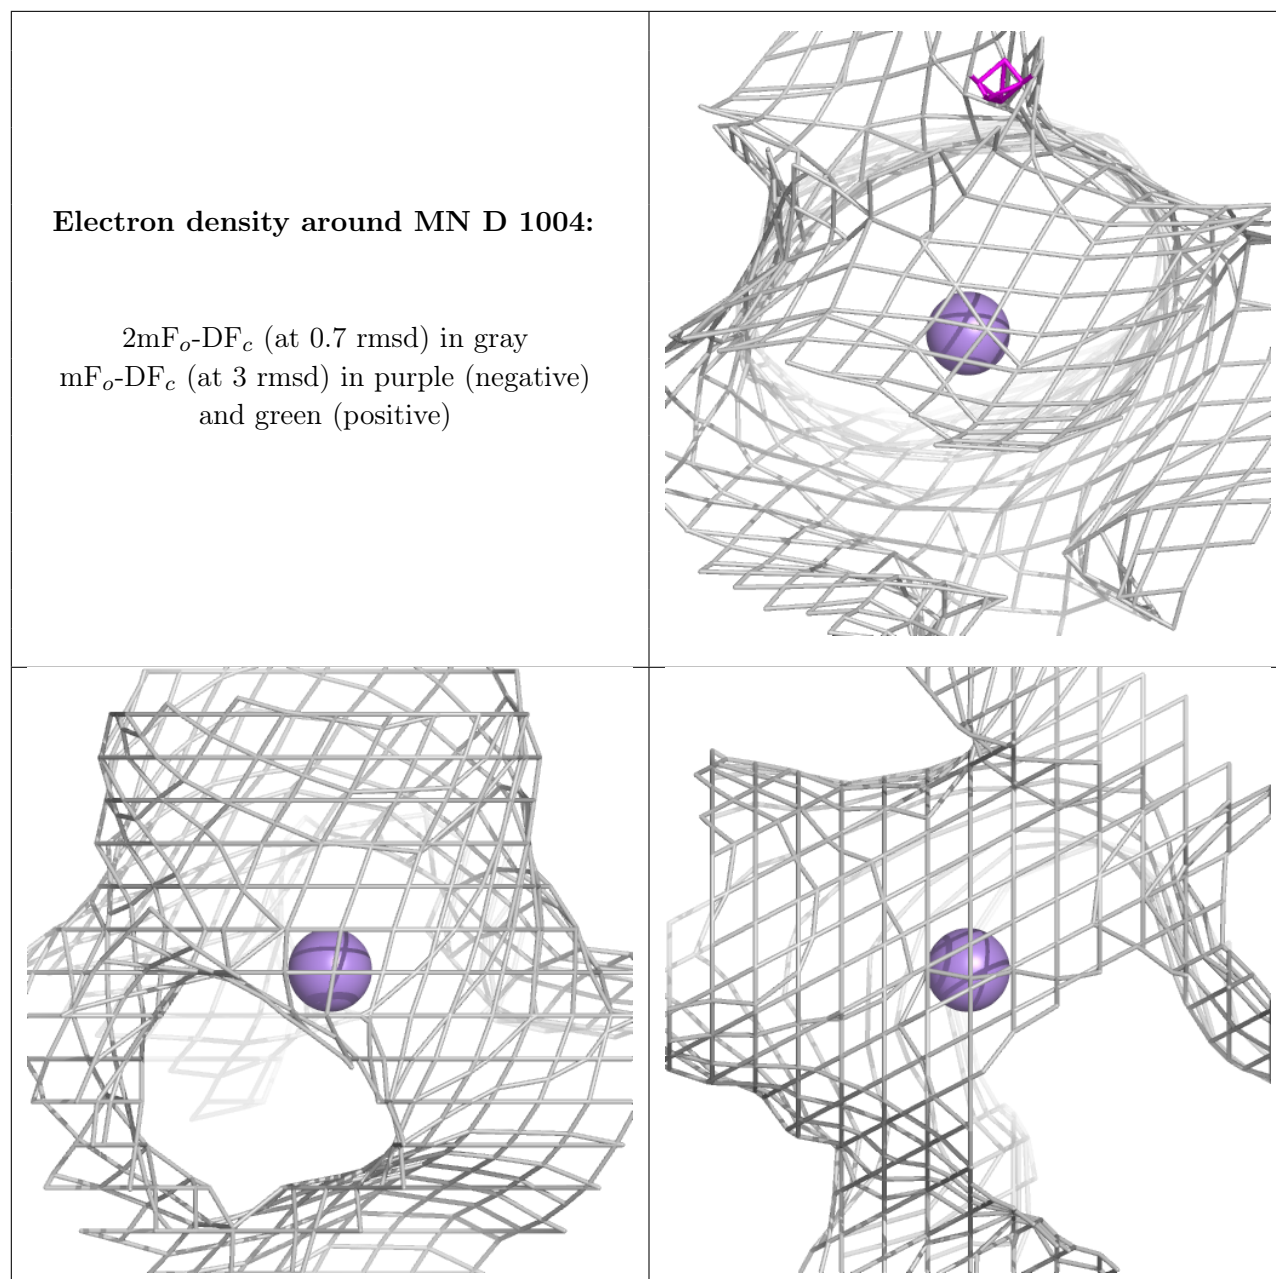 Electron density around MN D 1004:
2mFo-DFc (at 0.7 rmsd) in gray
mFo-DFc (at 3 rmsd) in purple (negative)
and green (positive)